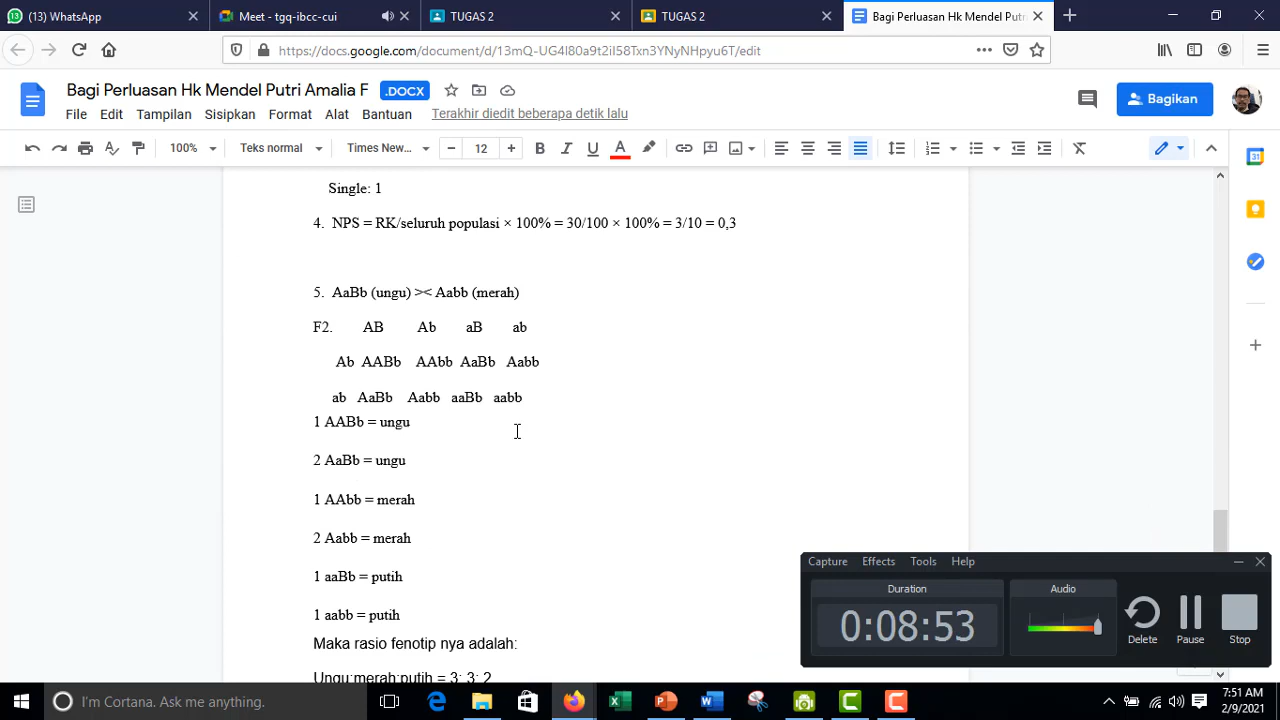 (13) WhatsApp
Meet - tgq-ibcc-cui
TUGAS 2
TUGAS 2
Bagi Perluasan Hk Mendel Putri
https://docs.google.com/document/d/13mQ-UG4l80a9t2iI58Txn3YNyNHpyu6T/edit
Bagi Perluasan Hk Mendel Putri Amalia F
.DOCX
Bagikan
File Edit Tampilan Sisipkan Format Alat Bantuan Terakhir diedit beberapa detik lalu
100% Teks normal Times New... 12 B I U A
31
Single: 1
4. NPS = RK/seluruh populasi × 100% = 30/100 × 100% = 3/10 = 0,3
5. AaBb (ungu) >< Aabb (merah)
F2. AB Ab aB ab
Ab AABb AAbb AaBb Aabb
ab AaBb Aabb aaBb aabb
1 AABb = ungu
2 AaBb = ungu
1 AAbb = merah
2 Aabb = merah
1 aaBb = putih
1 aabb = putih
Maka rasio fenotip nya adalah:
Ungu:merah:putih = 3: 3: 2
Capture Effects Tools Help
Duration
0:08:53
Audio
Delete
Pause
Stop
I'm Cortana. Ask me anything.
7:51 AM
2/9/2021